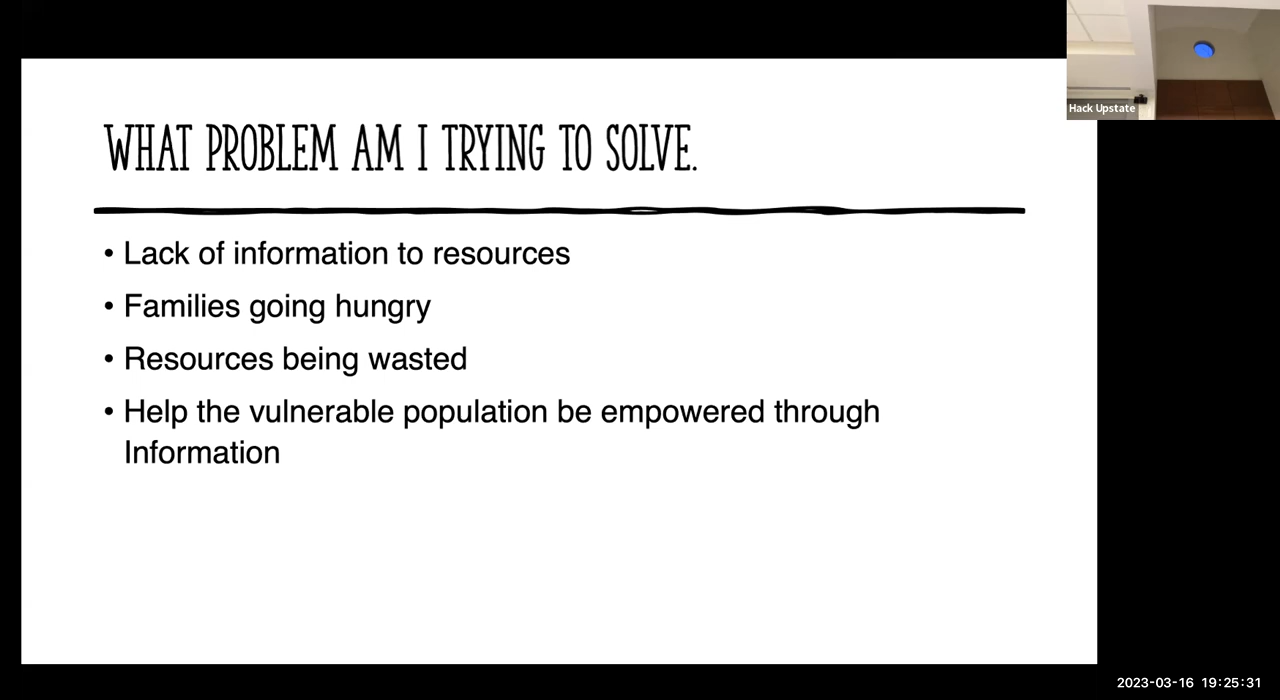 Hack Upstate
WHAT PROBLEM AM I TRYING TO SOLVE.
• Lack of information to resources
• Families going hungry
• Resources being wasted
• Help the vulnerable population be empowered through
Information
2023-03-16 19:25:31